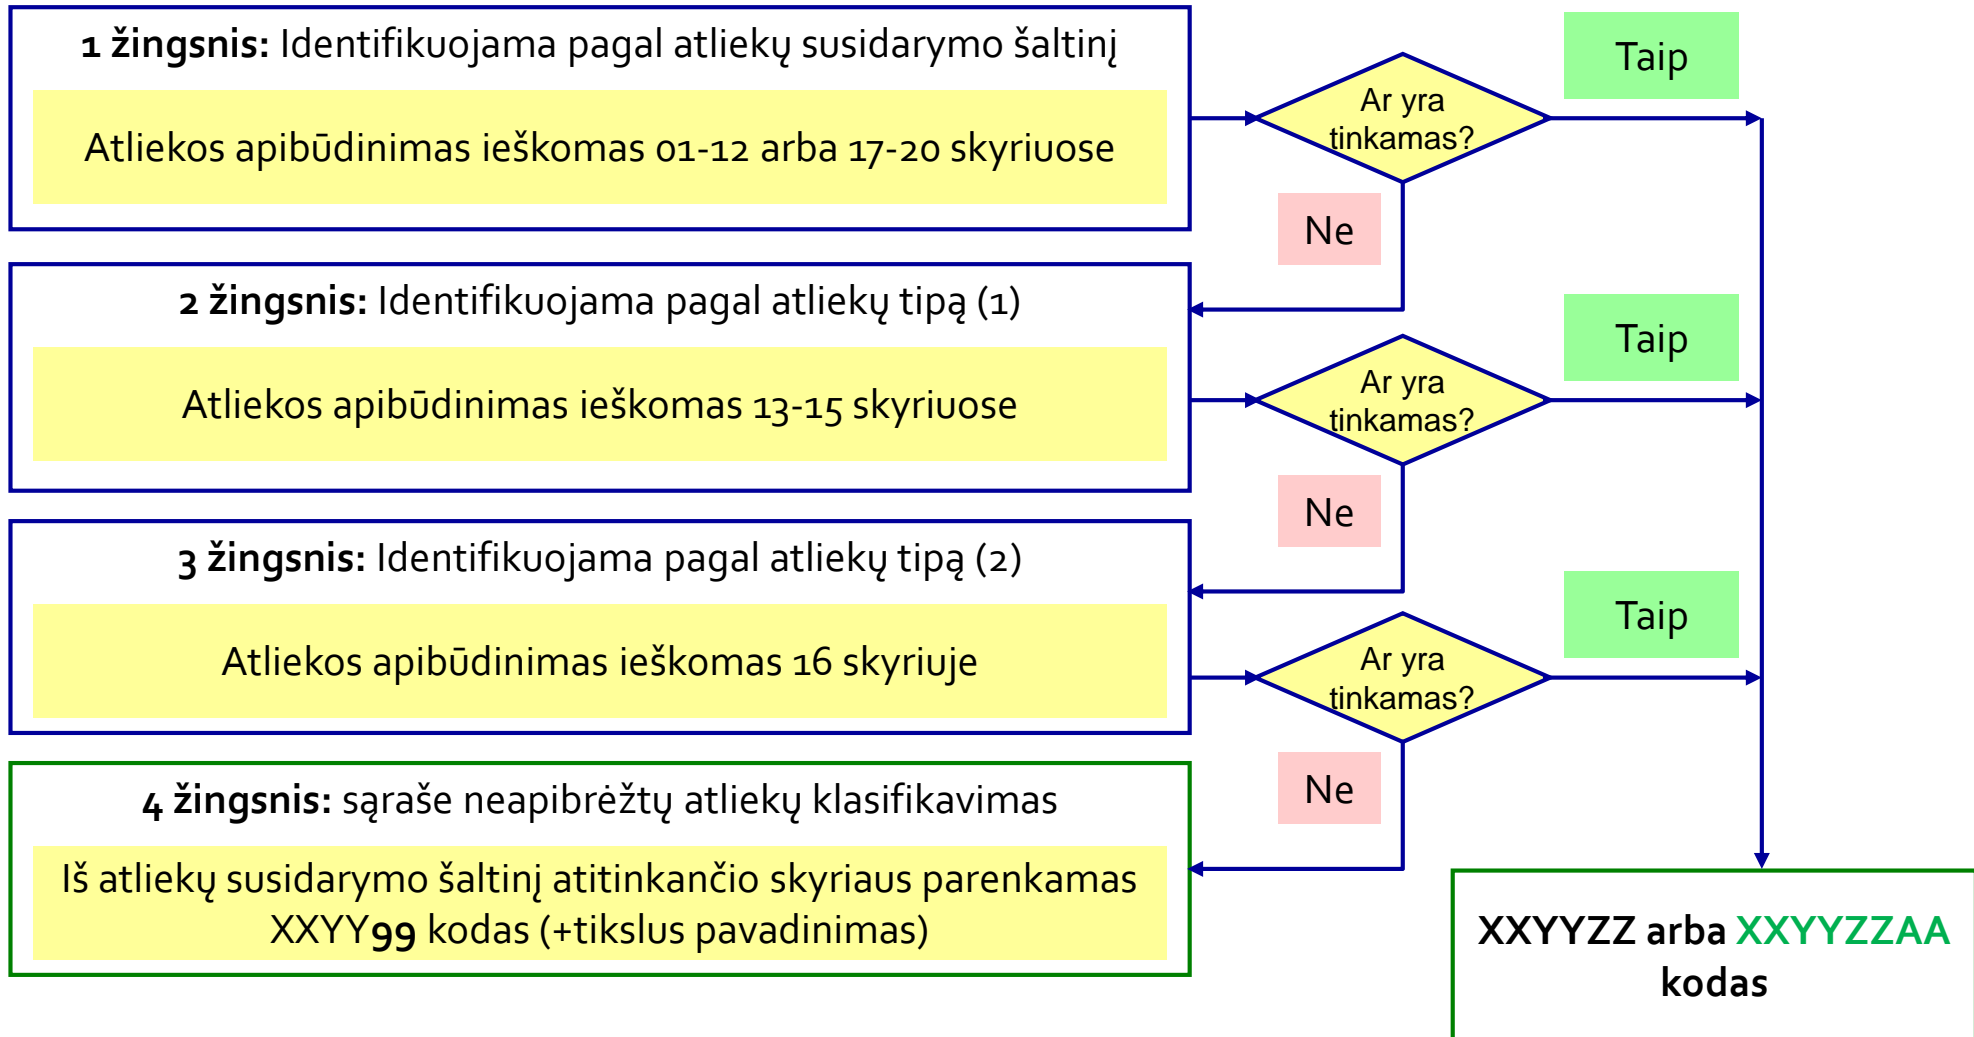 1 žingsnis: Identifikuojama pagal atliekų susidarymo šaltinį
Atliekos apibūdinimas ieškomas 01-12 arba 17-20 skyriuose
Ar yra
tinkamas?
Taip
Ne
2 žingsnis: Identifikuojama pagal atliekų tipą (1)
Atliekos apibūdinimas ieškomas 13-15 skyriuose
Ar yra
tinkamas?
Taip
Ne
3 žingsnis: Identifikuojama pagal atliekų tipą (2)
Atliekos apibūdinimas ieškomas 16 skyriuje
Ar yra
tinkamas?
Taip
Ne
4 žingsnis: sąraše neapibrėžtų atliekų klasifikavimas
Iš atliekų susidarymo šaltinį atitinkančio skyriaus parenkamas
XXYY99 kodas (+tikslus pavadinimas)
XXYYZZ arba XXYYZZAA
kodas